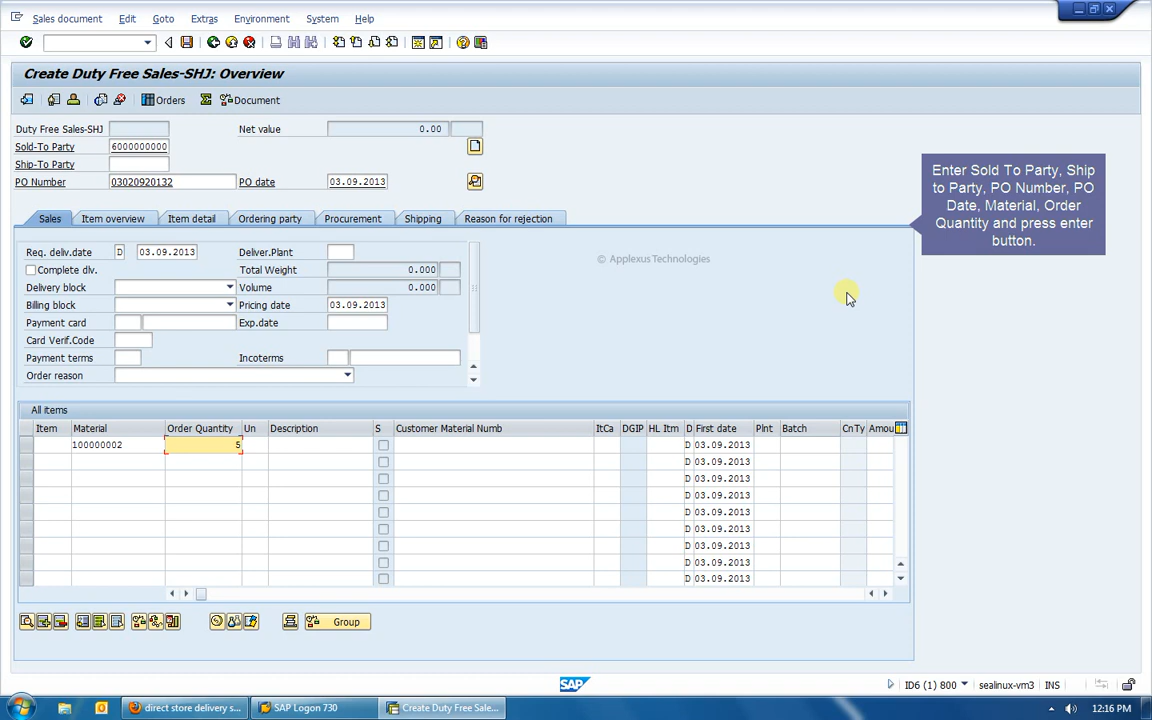 Sales document Edit Goto Extras Environment System Help
Create Duty Free Sales-SHJ: Overview
Orders Document
Duty Free Sales-SHJ Net value 0.00
Sold-To Party 6000000000
Ship-To Party
PO Number 03020920132 PO date 03.09.2013
Enter Sold To Party, Ship
to Party, PO Number, PO
Date, Material, Order
Quantity and press enter
button.
Sales Item overview Item detail Ordering party Procurement Shipping Reason for rejection
Req. deliv.date D 03.09.2013 Deliver.Plant
© Applexus Technologies
Complete dlv. Total Weight 0.000
Delivery block Volume 0.000
Billing block Pricing date 03.09.2013
Payment card Exp.date
Card Verif.Code
Payment terms Incoterms
Order reason
All items
Item Material Order Quantity Un Description S Customer Material Numb ItCa DGIP HL Itm D First date Plnt Batch CnTy Amou
100000002 5 D 03.09.2013
D 03.09.2013
D 03.09.2013
D 03.09.2013
D 03.09.2013
D 03.09.2013
D 03.09.2013
D 03.09.2013
D 03.09.2013
Group
SAP ID6 (1) 800 sealinux-vm3 INS
direct store delivery s... SAP Logon 730 Create Duty Free Sale... 12:16 PM